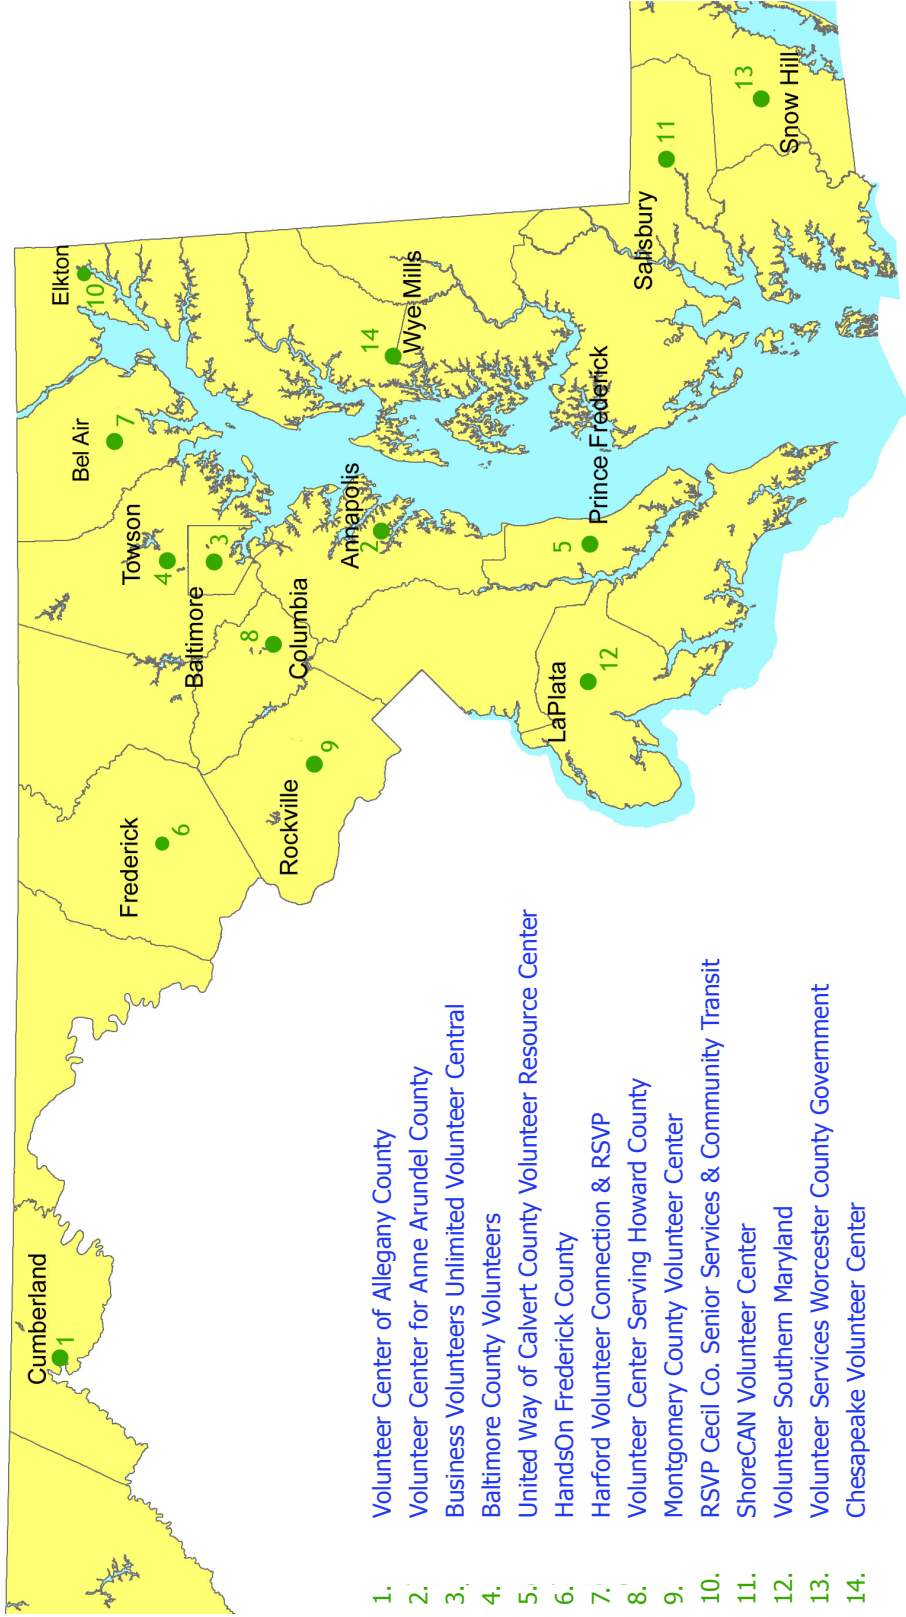 Cumberland
1
Frederick
6
Towson
4
Bel Air
7
Elkton
10
Baltimore
3
8
Columbia
Rockville
9
Annapolis
2
14
Wye Mills
LaPlata
12
5
Prince Frederick
Salisbury
11
13
Snow Hill
1. Volunteer Center of Allegany County
2. Volunteer Center for Anne Arundel County
3. Business Volunteers Unlimited Volunteer Central
4. Baltimore County Volunteers
5. United Way of Calvert County Volunteer Resource Center
6. HandsOn Frederick County
7. Harford Volunteer Connection & RSVP
8. Volunteer Center Serving Howard County
9. Montgomery County Volunteer Center
10. RSVP Cecil Co. Senior Services & Community Transit
11. ShoreCAN Volunteer Center
12. Volunteer Southern Maryland
13. Volunteer Services Worcester County Government
14. Chesapeake Volunteer Center